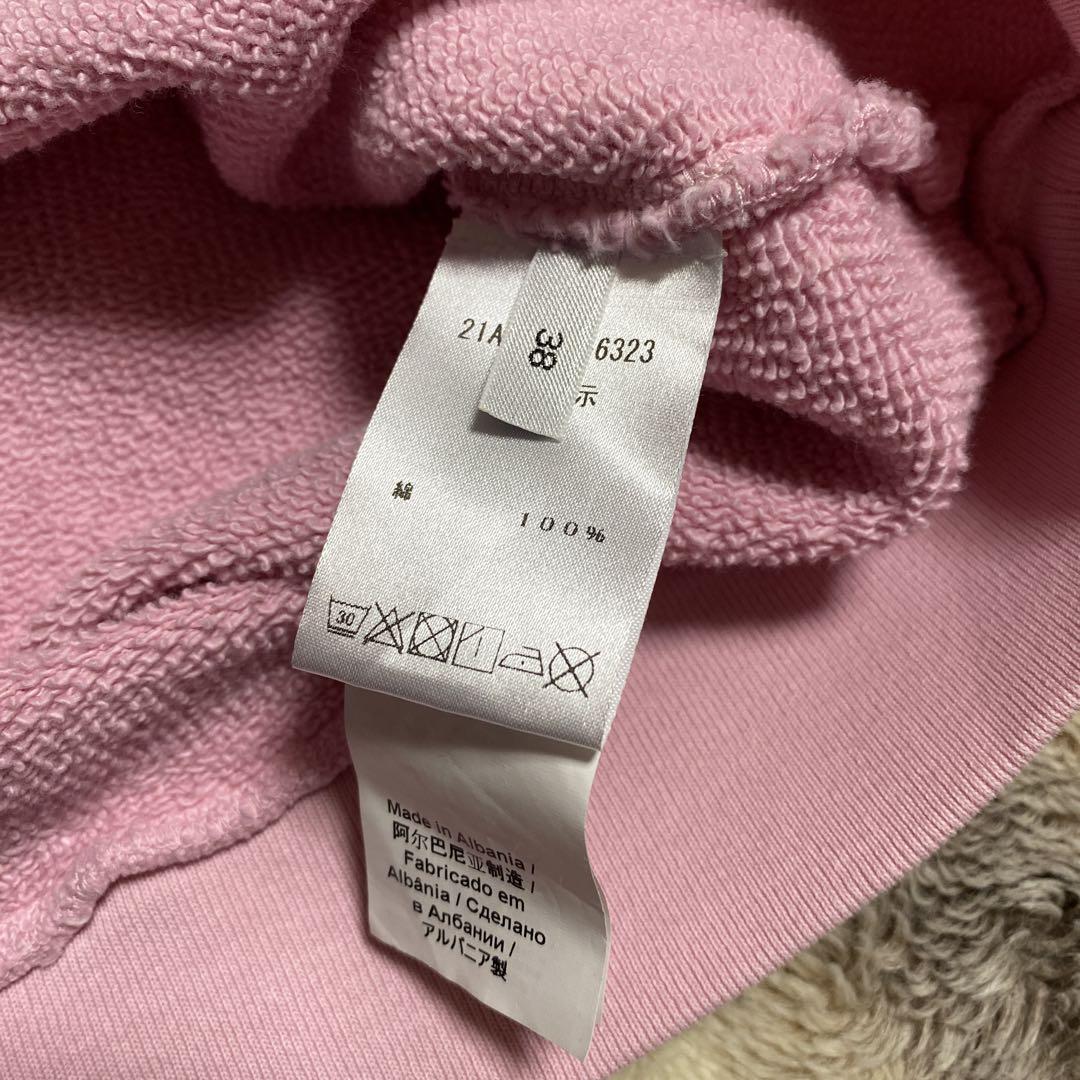 38
21A 6323
示
綿
100%
30
Made in Albania /
阿尔巴尼亚制造 /
Fabricado em
Albânia / Сделано
в Албании /
アルバニア製